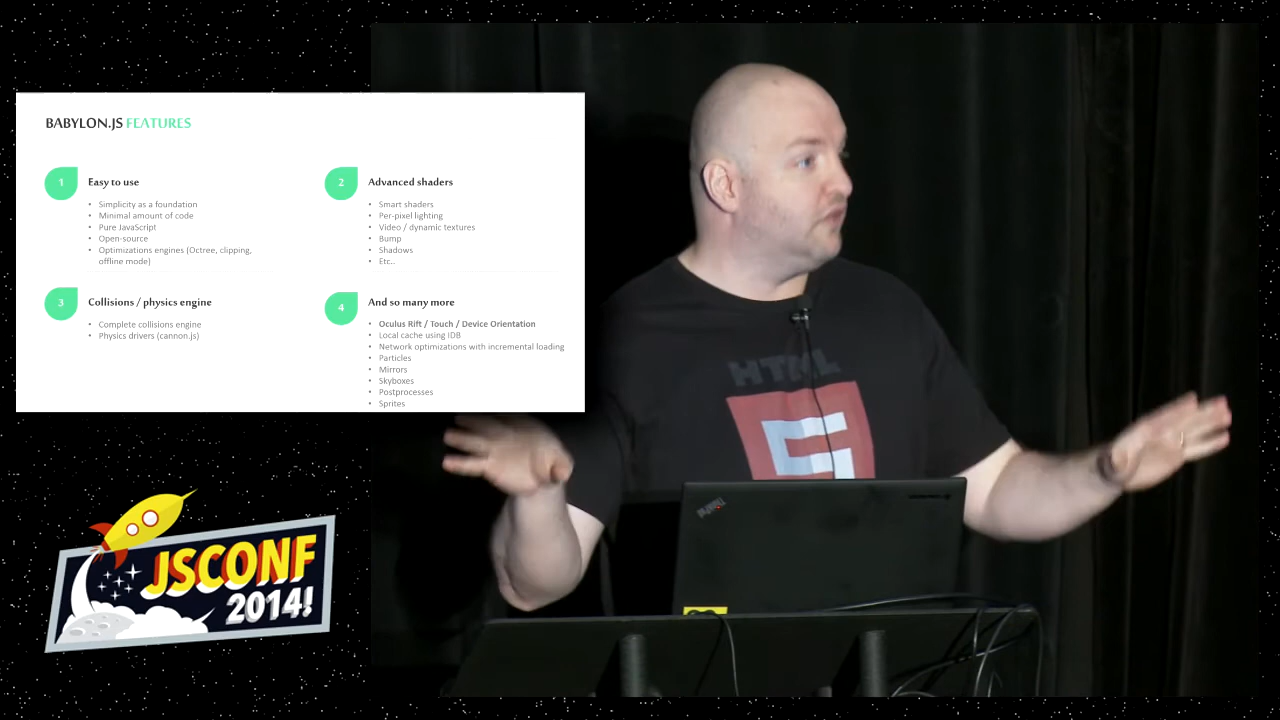 BABYLON.JS FEATURES
1
Easy to use
• Simplicity as a foundation
• Minimal amount of code
• Pure JavaScript
• Open-source
• Optimizations engines (Octree, clipping,
offline mode)
2
Advanced shaders
• Smart shaders
• Per-pixel lighting
• Video / dynamic textures
• Bump
• Shadows
• Etc..
3
Collisions / physics engine
• Complete collisions engine
• Physics drivers (cannon.js)
4
And so many more
• Oculus Rift / Touch / Device Orientation
• Local cache using IDB
• Network optimizations with incremental loading
• Particles
• Mirrors
• Skyboxes
• Postprocesses
• Sprites
HTML
5
ThinkPad
JSCONF
2014!